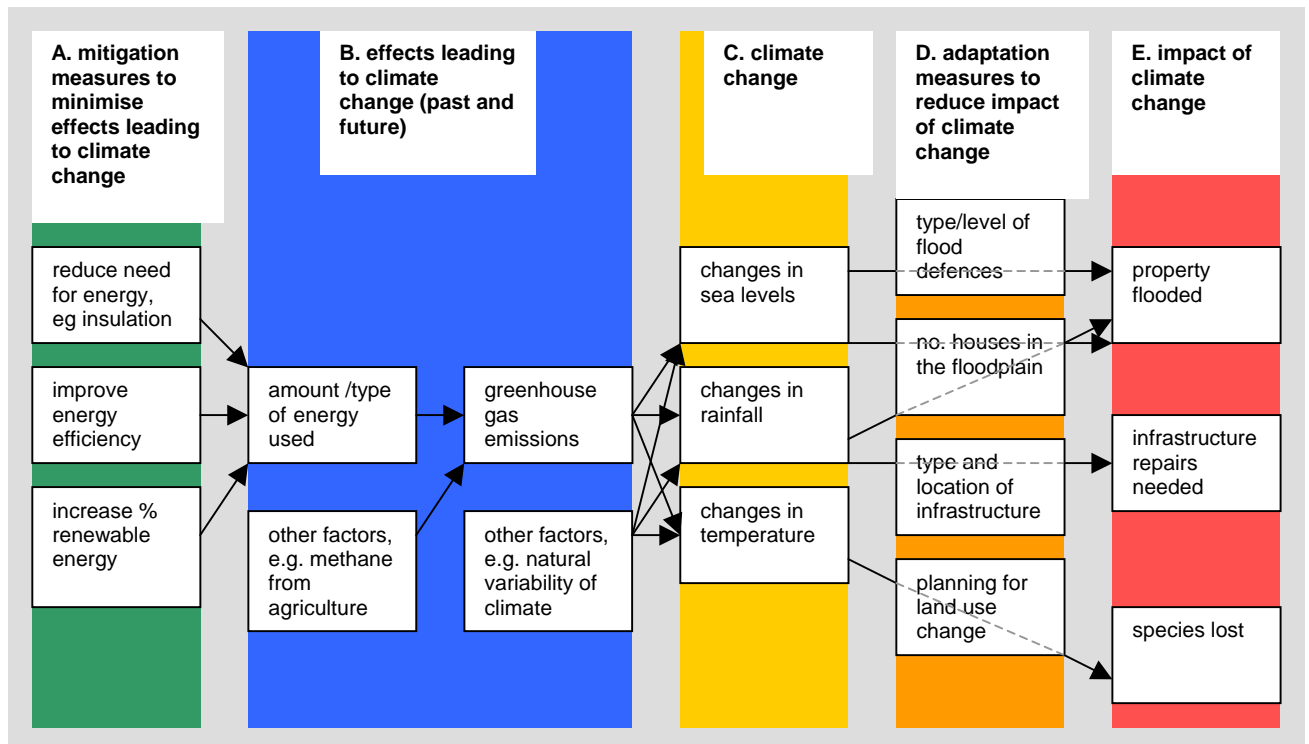 A. mitigation
measures to
minimise
effects leading
to climate
change
B. effects leading
to climate
change (past and
future)
C. climate
change
D. adaptation
measures to
reduce impact
of climate
change
E. impact of
climate
change
reduce need
for energy,
eg insulation
improve
energy
efficiency
increase %
renewable
energy
amount /type
of energy
used
other factors,
e.g. methane
from
agriculture
greenhouse
gas
emissions
other factors,
e.g. natural
variability of
climate
changes in
sea levels
changes in
rainfall
changes in
temperature
type/level of
flood
defences
no. houses in
the floodplain
type and
location of
infrastructure
planning for
land use
change
property
flooded
infrastructure
repairs
needed
species lost